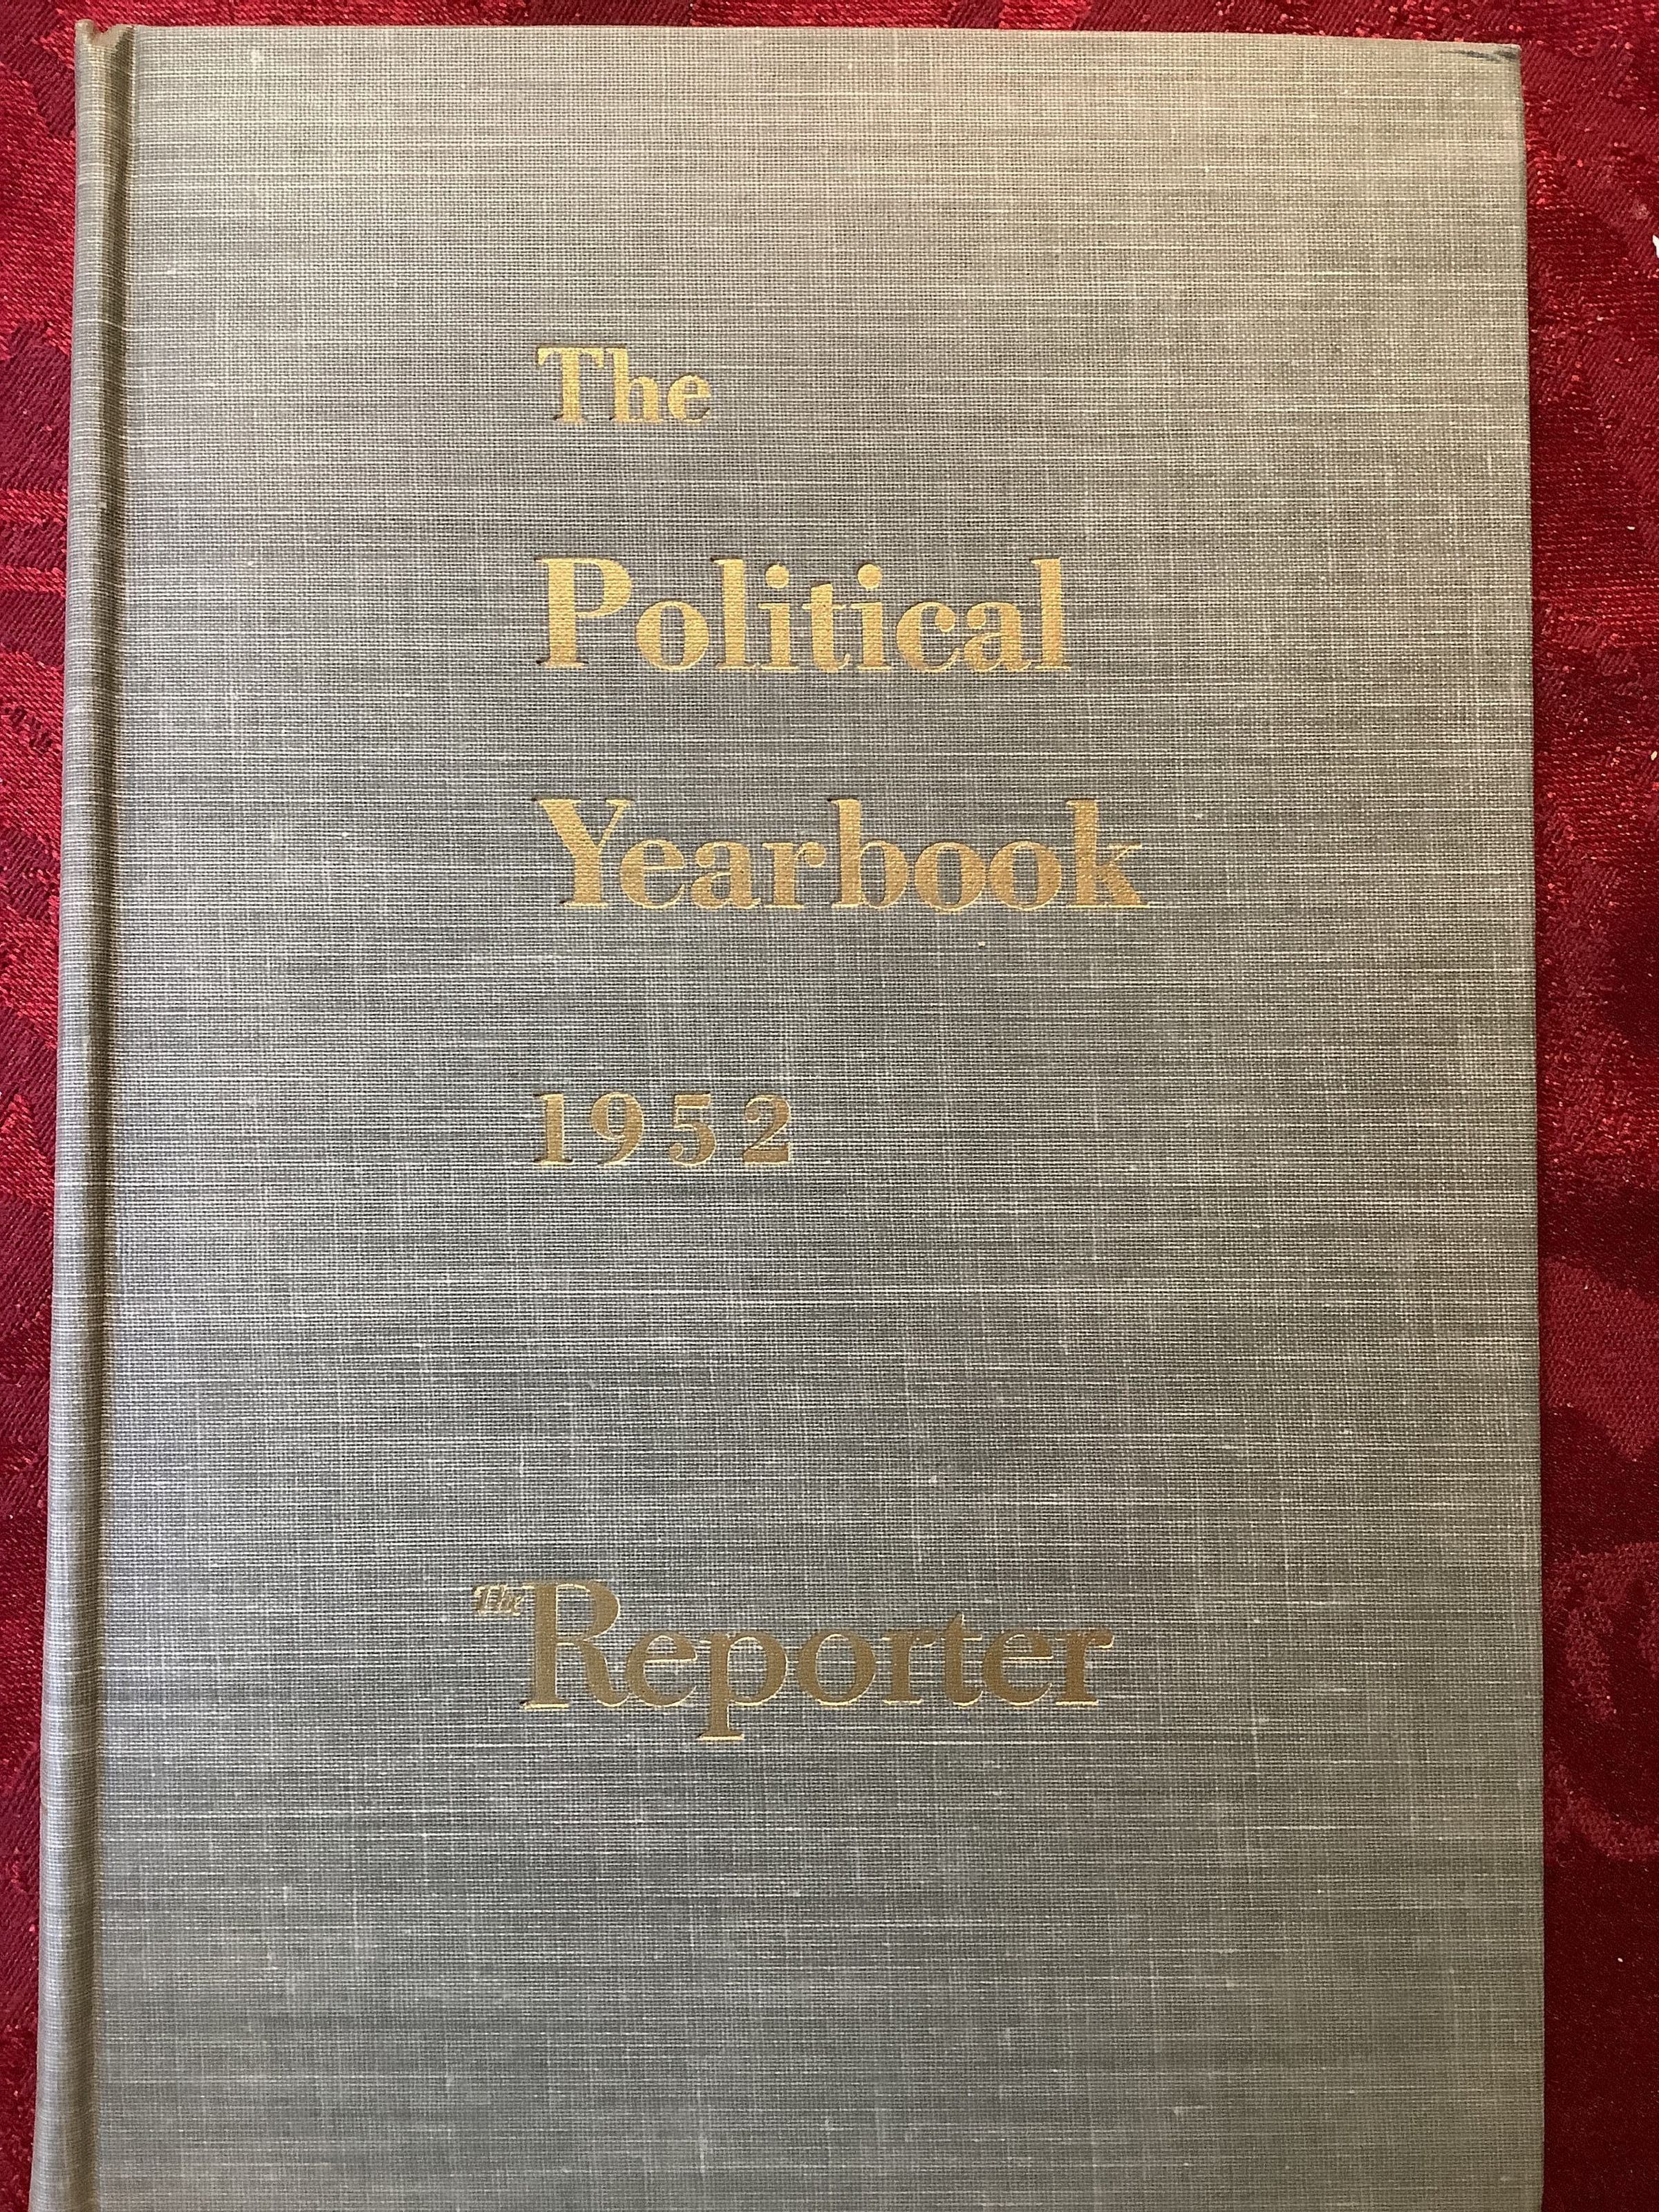 The
Political
Yearbook
1952
The Reporter